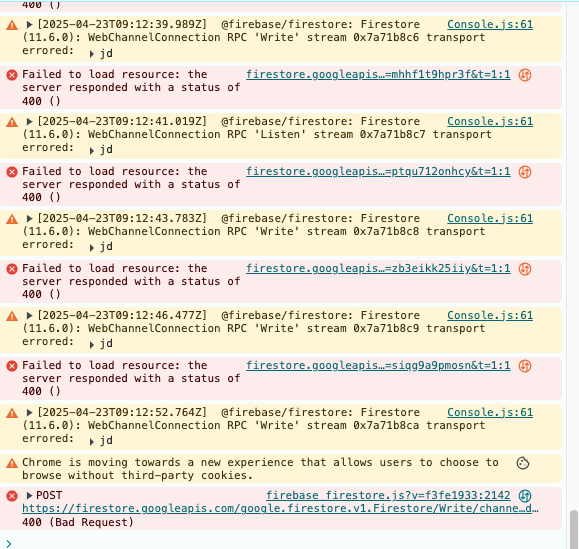 400 ()
[2025-04-23T09:12:39.989Z]  @firebase/firestore: Firestore Console.js:61
(11.6.0): WebChannelConnection RPC 'Write' stream 0x7a71b8c6 transport
errored: jd
Failed to load resource: the firestore.googleapis…=mhhf1t9hpr3f&t=1:1
server responded with a status of
400 ()
[2025-04-23T09:12:41.019Z]  @firebase/firestore: Firestore Console.js:61
(11.6.0): WebChannelConnection RPC 'Listen' stream 0x7a71b8c7 transport
errored: jd
Failed to load resource: the firestore.googleapis…=ptqu712onhcy&t=1:1
server responded with a status of
400 ()
[2025-04-23T09:12:43.783Z]  @firebase/firestore: Firestore Console.js:61
(11.6.0): WebChannelConnection RPC 'Write' stream 0x7a71b8c8 transport
errored: jd
Failed to load resource: the firestore.googleapis…=zb3eikk25iiy&t=1:1
server responded with a status of
400 ()
[2025-04-23T09:12:46.477Z]  @firebase/firestore: Firestore Console.js:61
(11.6.0): WebChannelConnection RPC 'Write' stream 0x7a71b8c9 transport
errored: jd
Failed to load resource: the firestore.googleapis…=siqg9a9pmosn&t=1:1
server responded with a status of
400 ()
[2025-04-23T09:12:52.764Z]  @firebase/firestore: Firestore Console.js:61
(11.6.0): WebChannelConnection RPC 'Write' stream 0x7a71b8ca transport
errored: jd
Chrome is moving towards a new experience that allows users to choose to
browse without third-party cookies.
POST firebase_firestore.js?v=f3fe1933:2142
https://firestore.googleapis.com/google.firestore.v1.Firestore/Write/channe…d…
400 (Bad Request)